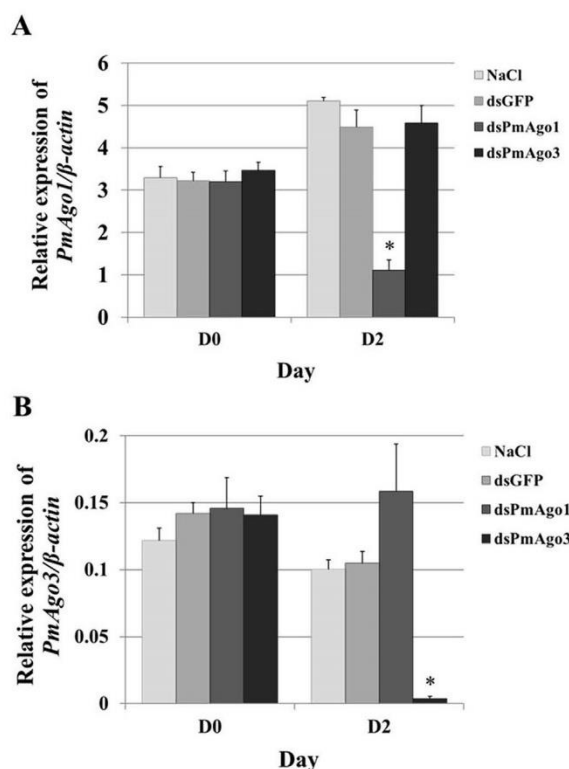 A
Relative expression of
PmAgo1/β-actin
6
5
4
3
2
1
0
*
D0
D2
Day
NaCl
dsGFP
dsPmAgo1
dsPmAgo3
B
Relative expression of
PmAgo3/β-actin
0.2
0.15
0.1
0.05
0
*
D0
D2
Day
NaCl
dsGFP
dsPmAgo1
dsPmAgo3